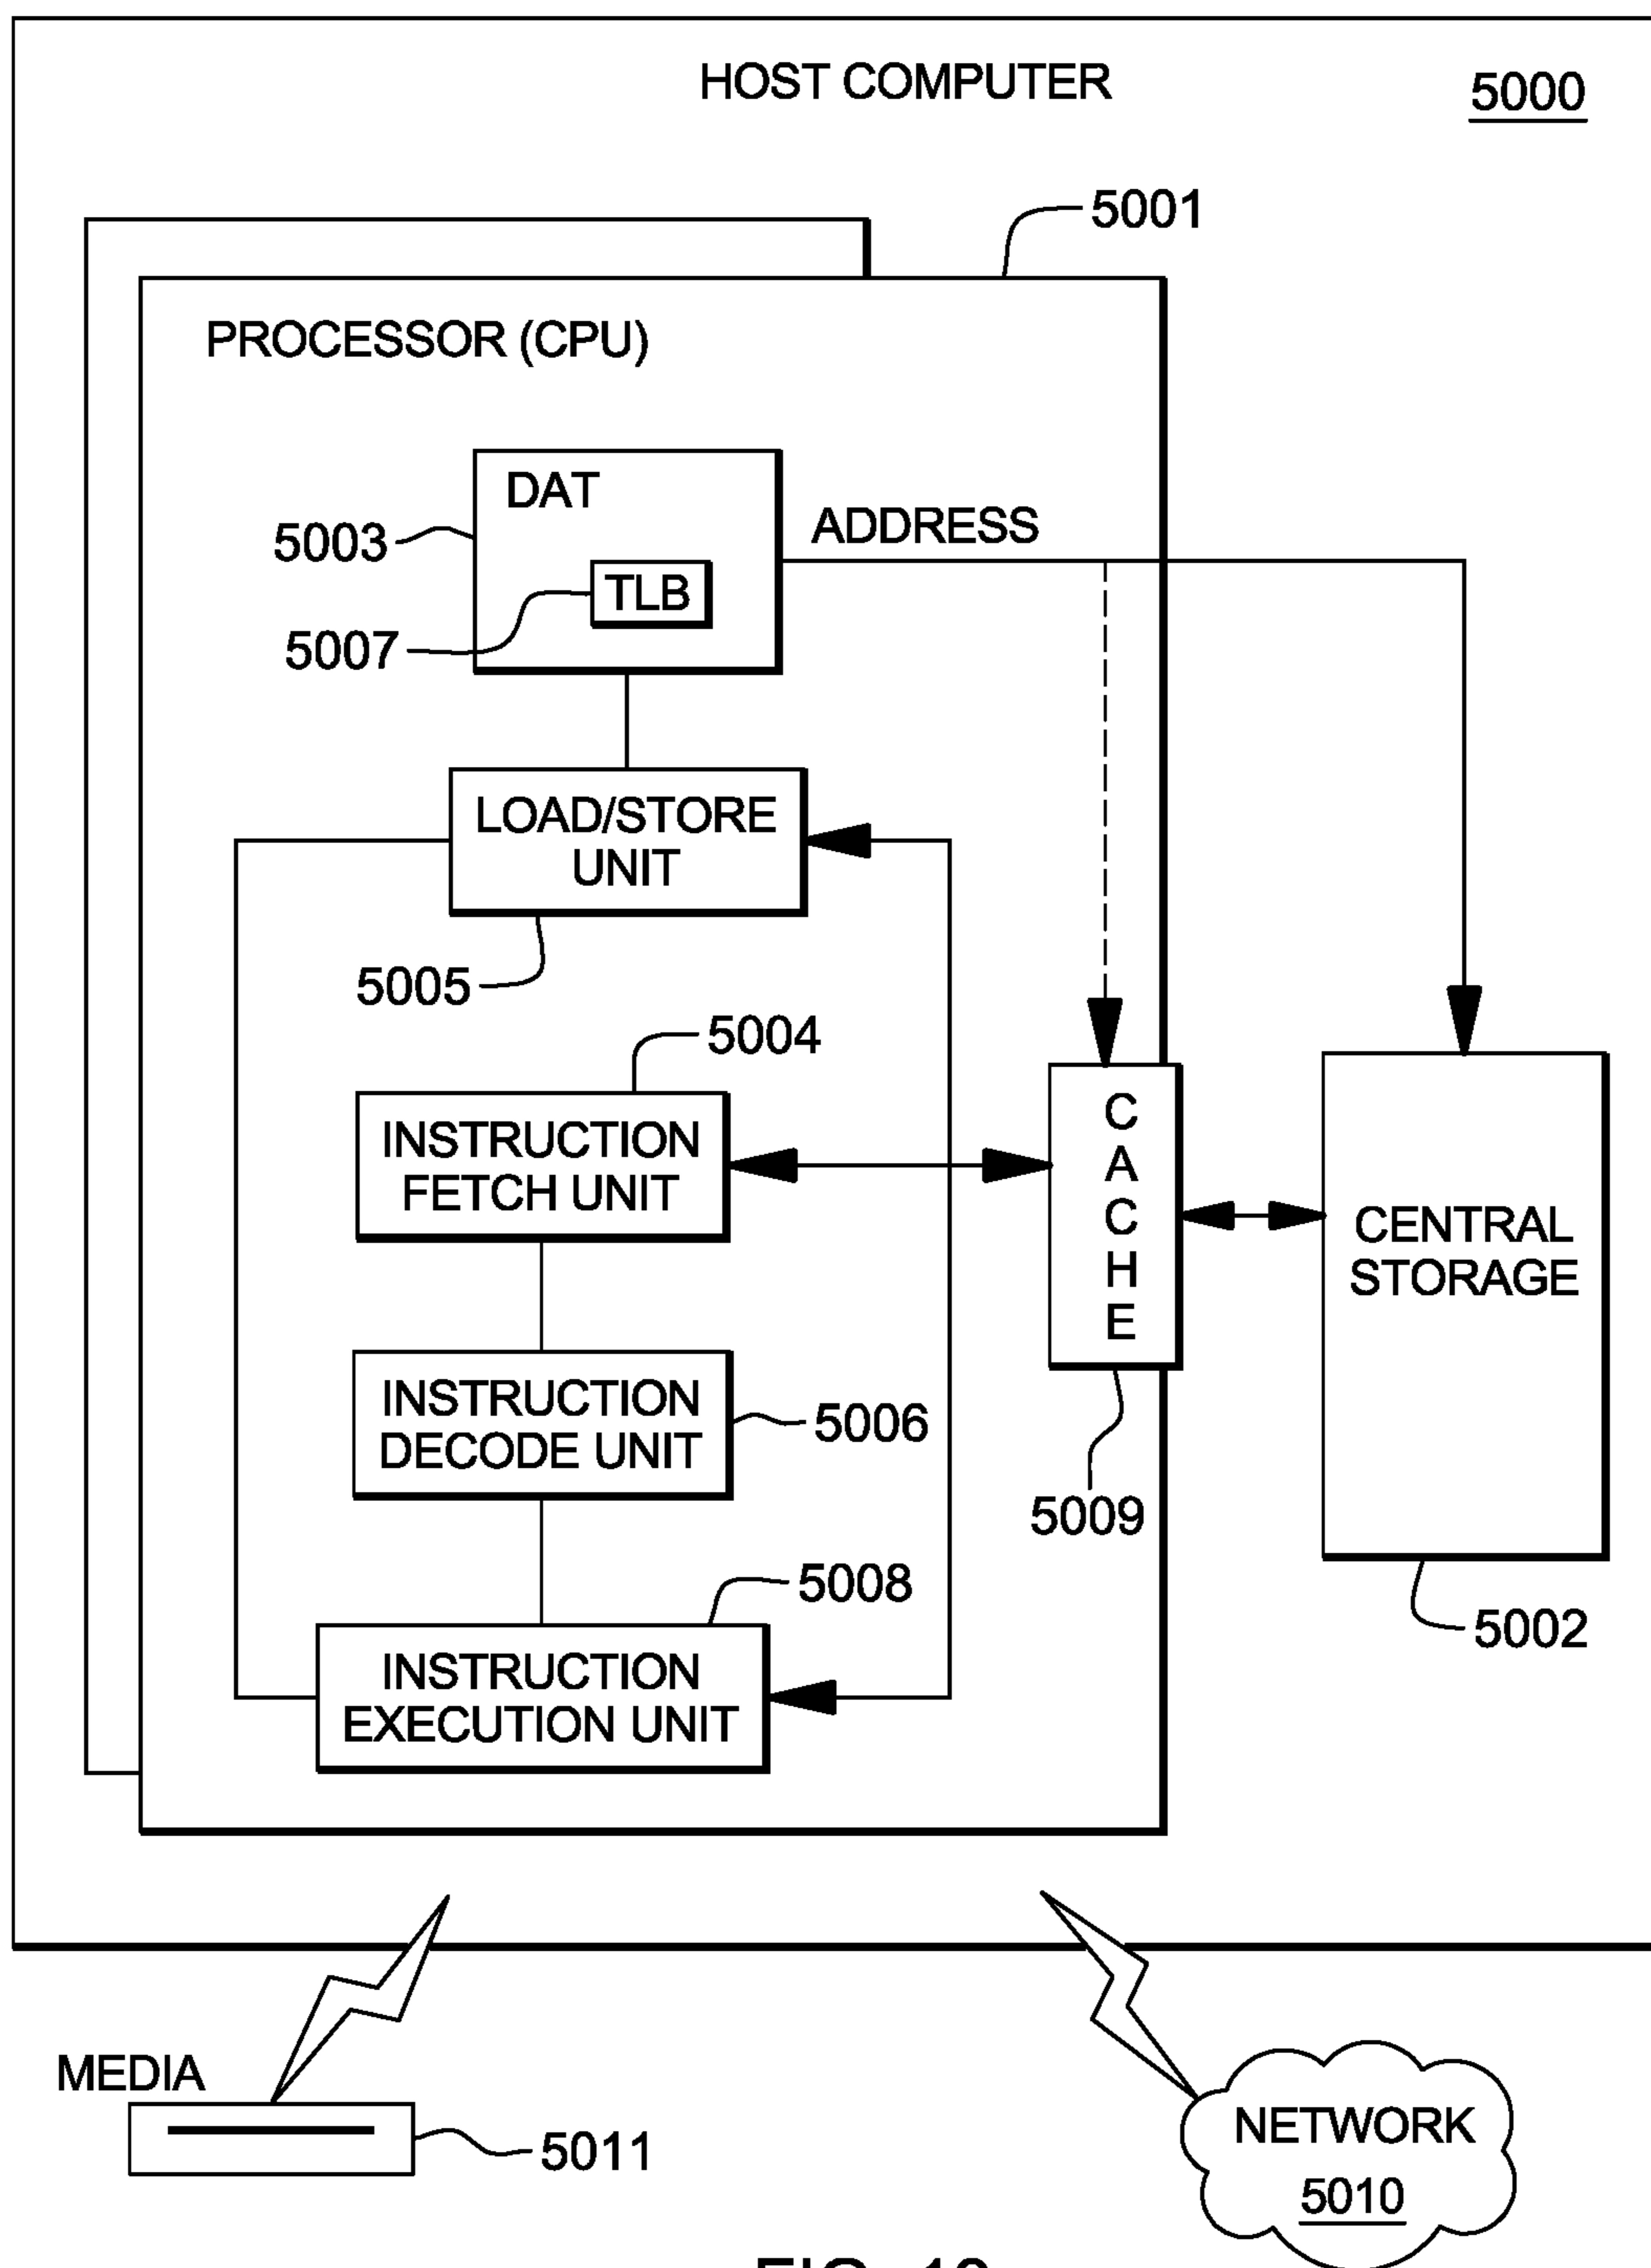 HOST COMPUTER
5000
5001
PROCESSOR (CPU)
DAT
ADDRESS
5003
TLB
5007
LOAD/STORE
UNIT
5005
5004
INSTRUCTION
FETCH UNIT
CACHE
CENTRAL
STORAGE
INSTRUCTION
DECODE UNIT
5006
5009
5008
5002
INSTRUCTION
EXECUTION UNIT
MEDIA
5011
NETWORK
5010